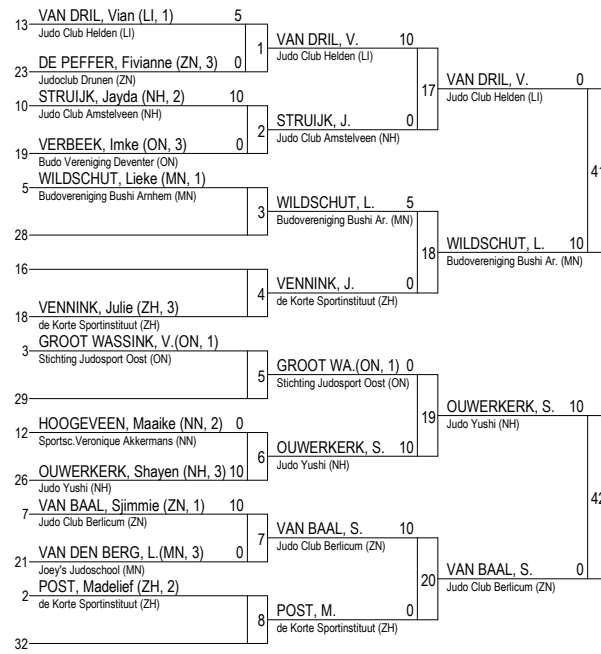 13 VAN DRIL, Vian (LI, 1) 5
Judo Club Helden (LI)
1
23 DE PEFFER, Fivianne (ZN, 3) 0
Judoclub Drunen (ZN)
10 STRUIJK, Jayda (NH, 2) 10
Judo Club Amstelveen (NH)
2
19 VERBEEK, Imke (ON, 3) 0
Budo Vereniging Deventer (ON)
5 WILDSCHUT, Lieke (MN, 1)
Budovereniging Bushi Arnhem (MN)
3
28
16
4
18 VENNINK, Julie (ZH, 3)
de Korte Sportinstituut (ZH)
3 GROOT WASSINK, V.(ON, 1)
Stichting Judosport Oost (ON)
5
29
12 HOOGEVEEN, Maaike (NN, 2) 0
Sportsc.Veronique Akkermans (NN)
6
26 OUWERKERK, Shayen (NH, 3) 10
Judo Yushi (NH)
7 VAN BAAL, Sjimmie (ZN, 1) 10
Judo Club Berlicum (ZN)
7
21 VAN DEN BERG, L.(MN, 3) 0
Joey's Judoschool (MN)
2 POST, Madelief (ZH, 2)
de Korte Sportinstituut (ZH)
8
32
VAN DRIL, V. 10
Judo Club Helden (LI)
17
STRUIJK, J. 0
Judo Club Amstelveen (NH)
WILDSCHUT, L. 5
Budovereniging Bushi Ar. (MN)
18
VENNINK, J. 0
de Korte Sportinstituut (ZH)
GROOT WA.(ON, 1) 0
Stichting Judosport Oost (ON)
19
OUWERKERK, S. 10
Judo Yushi (NH)
VAN BAAL, S. 10
Judo Club Berlicum (ZN)
20
POST, M. 0
de Korte Sportinstituut (ZH)
VAN DRIL, V. 0
Judo Club Helden (LI)
41
WILDSCHUT, L. 10
Budovereniging Bushi Ar. (MN)
OUWERKERK, S. 10
Judo Yushi (NH)
42
VAN BAAL, S. 0
Judo Club Berlicum (ZN)